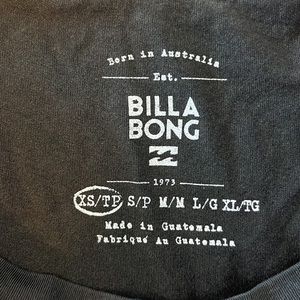 Born in Australia
Est.
BILLA
BONG
1973
XS/TP S/P M/M L/G XL/TG
Made in Guatemala
Fabriqué Au Guatemala